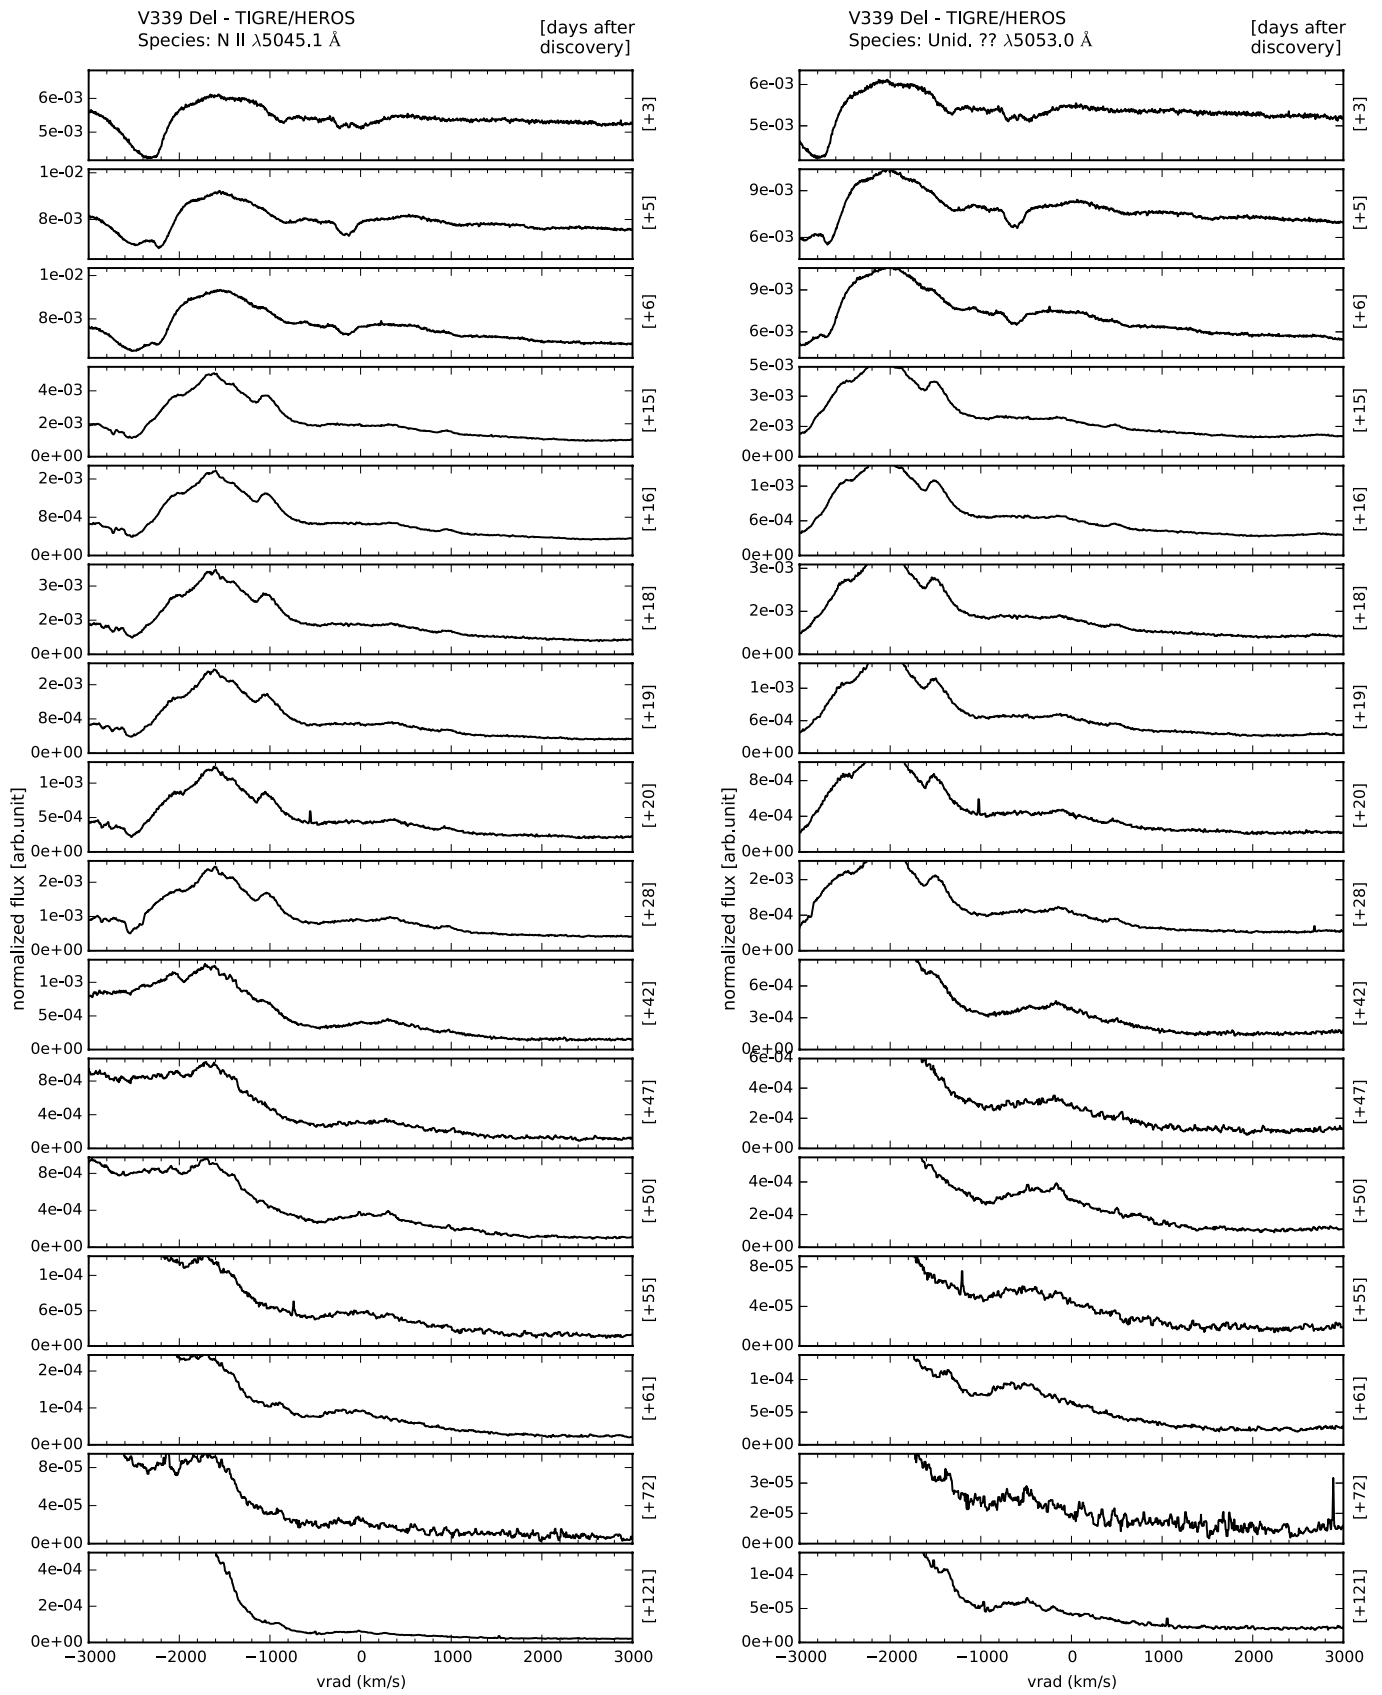 V339 Del - TIGRE/HEROS
Species: N II λ5045.1 Å
[days after
discovery]
6e-03
5e-03
[+3]
1e-02
8e-03
[+5]
1e-02
8e-03
[+6]
4e-03
2e-03
0e+00
[+15]
2e-03
8e-04
0e+00
[+16]
3e-03
2e-03
0e+00
[+18]
2e-03
8e-04
0e+00
[+19]
1e-03
5e-04
0e+00
[+20]
2e-03
1e-03
0e+00
[+28]
1e-03
5e-04
0e+00
[+42]
8e-04
4e-04
0e+00
[+47]
8e-04
4e-04
0e+00
[+50]
1e-04
6e-05
0e+00
[+55]
2e-04
1e-04
0e+00
[+61]
8e-05
4e-05
0e+00
[+72]
4e-04
2e-04
0e+00
[+121]
normalized flux [arb.unit]
−3000 −2000 −1000 0 1000 2000 3000
vrad (km/s)
V339 Del - TIGRE/HEROS
Species: Unid. ?? λ5053.0 Å
[days after
discovery]
5e-03
[+3]
9e-03
6e-03
[+5]
9e-03
6e-03
[+6]
5e-03
3e-03
2e-03
0e+00
[+15]
1e-03
6e-04
0e+00
[+16]
3e-03
2e-03
0e+00
[+18]
1e-03
6e-04
0e+00
[+19]
8e-04
4e-04
0e+00
[+20]
2e-03
8e-04
0e+00
[+28]
6e-04
3e-04
0e+00
[+42]
6e-04
4e-04
2e-04
0e+00
[+47]
4e-04
2e-04
0e+00
[+50]
8e-05
4e-05
0e+00
[+55]
1e-04
5e-05
0e+00
[+61]
3e-05
2e-05
0e+00
[+72]
1e-04
5e-05
0e+00
[+121]
normalized flux [arb.unit]
−3000 −2000 −1000 0 1000 2000 3000
vrad (km/s)